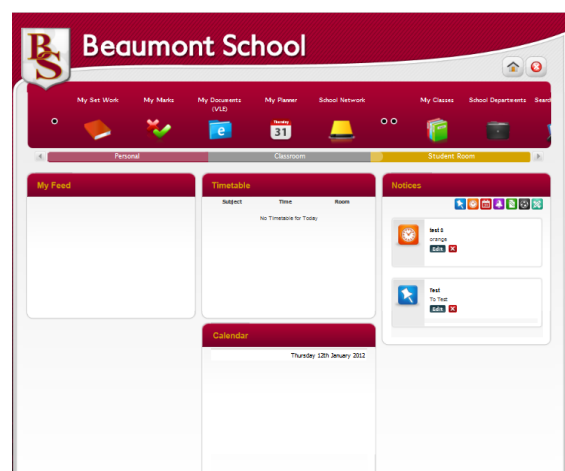 BS
Beaumont School
My Set Work
My Marks
My Documents
(VLE)
My Planner
School Network
My Classes
School Departments
Search
Thursday
31
Personal
Classroom
Student Room
My Feed
Timetable
Subject Time Room
No Timetable for Today
Notices
test 5
orange
Edit
Test
To Test
Edit
Calendar
Thursday 12th January 2012